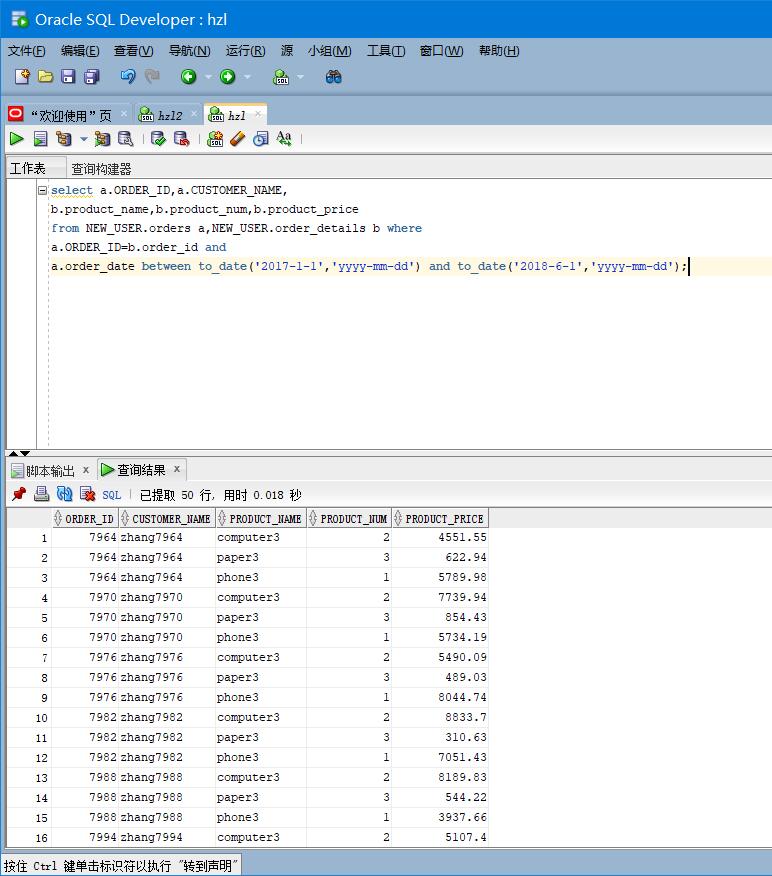 Oracle SQL Developer : hzl
文件(F) 编辑(E) 查看(V) 导航(N) 运行(R) 源 小组(M) 工具(T) 窗口(W) 帮助(H)
“欢迎使用”页 × hzl2 × hzl ×
工作表 查询构建器
select a.ORDER_ID,a.CUSTOMER_NAME,
b.product_name,b.product_num,b.product_price
from NEW_USER.orders a,NEW_USER.order_details b where
a.ORDER_ID=b.order_id and
a.order_date between to_date('2017-1-1','yyyy-mm-dd') and to_date('2018-6-1','yyyy-mm-dd');
脚本输出 × 查询结果 ×
SQL 已提取 50 行, 用时 0.018 秒
ORDER_ID CUSTOMER_NAME PRODUCT_NAME PRODUCT_NUM PRODUCT_PRICE
1 7964 zhang7964 computer3 2 4551.55
2 7964 zhang7964 paper3 3 622.94
3 7964 zhang7964 phone3 1 5789.98
4 7970 zhang7970 computer3 2 7739.94
5 7970 zhang7970 paper3 3 854.43
6 7970 zhang7970 phone3 1 5734.19
7 7976 zhang7976 computer3 2 5490.09
8 7976 zhang7976 paper3 3 489.03
9 7976 zhang7976 phone3 1 8044.74
10 7982 zhang7982 computer3 2 8833.7
11 7982 zhang7982 paper3 3 310.63
12 7982 zhang7982 phone3 1 7051.43
13 7988 zhang7988 computer3 2 8189.83
14 7988 zhang7988 paper3 3 544.22
15 7988 zhang7988 phone3 1 3937.66
16 7994 zhang7994 computer3 2 5107.4
按住 Ctrl 键单击标识符以执行 "转到声明"